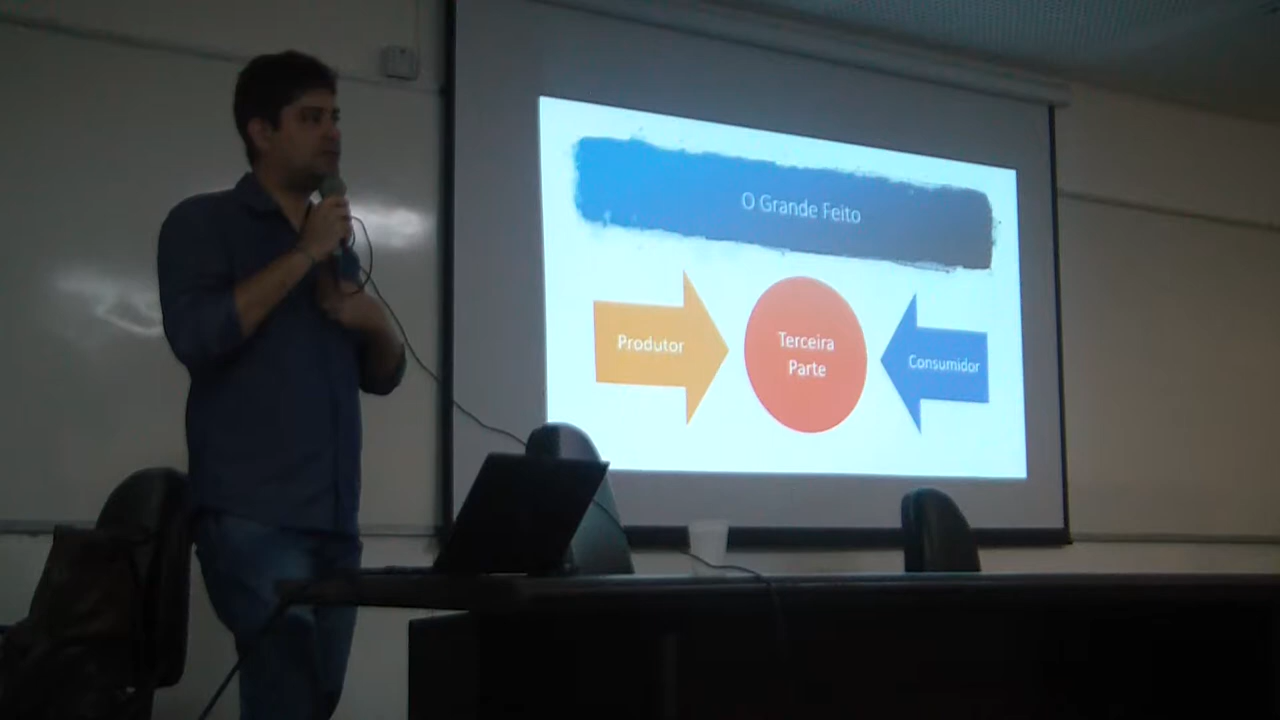 O Grande Feito
Produtor
Terceira
Parte
Consumidor